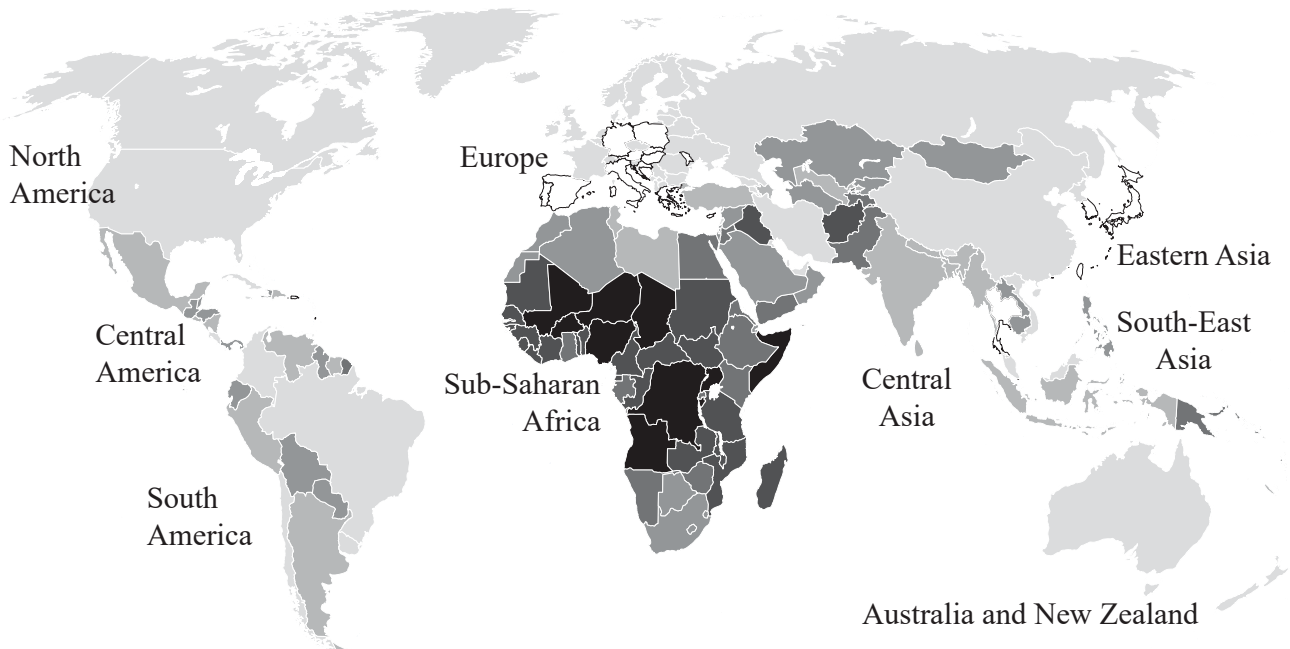 North
America
Europe
Eastern Asia
Central
America
South-East
Asia
Sub-Saharan
Africa
Central
Asia
South
America
Australia and New Zealand